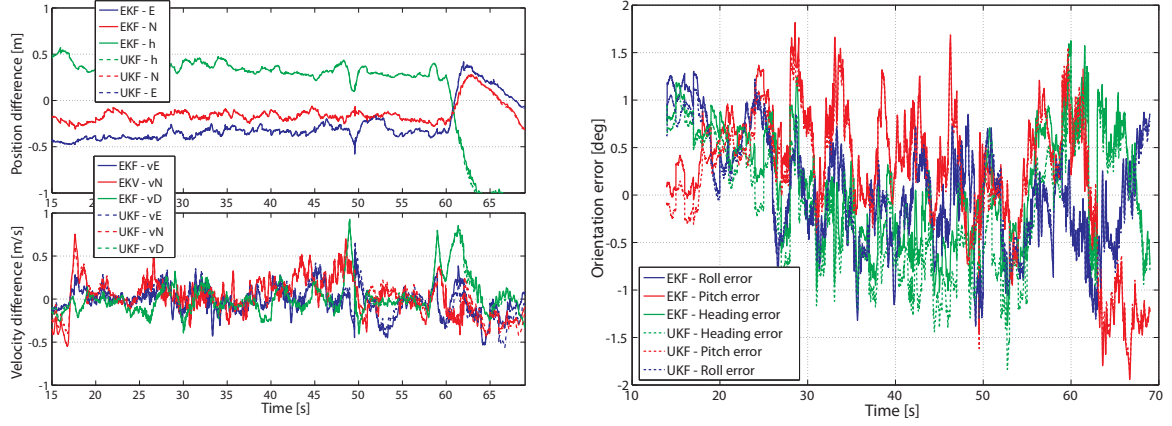 Position difference [m]
1
0.5
0
-0.5
-1
15
20
25
30
35
40
45
50
55
60
65
EKF - E
EKF - N
EKF - h
UKF - h
UKF - N
UKF - E
Velocity difference [m/s]
1
0.5
0
-0.5
-1
EKF - vE
EKV - vN
EKF - vD
UKF - vE
UKF - vN
UKF - vD
15
20
25
30
35
40
45
50
55
60
65
Time [s]
Orientation error [deg]
2
1.5
1
0.5
0
-0.5
-1
-1.5
-2
EKF - Roll error
EKF - Pitch error
EKF - Heading error
UKF - Heading error
UKF - Pitch error
UKF - Roll error
10
20
30
40
50
60
70
Time [s]